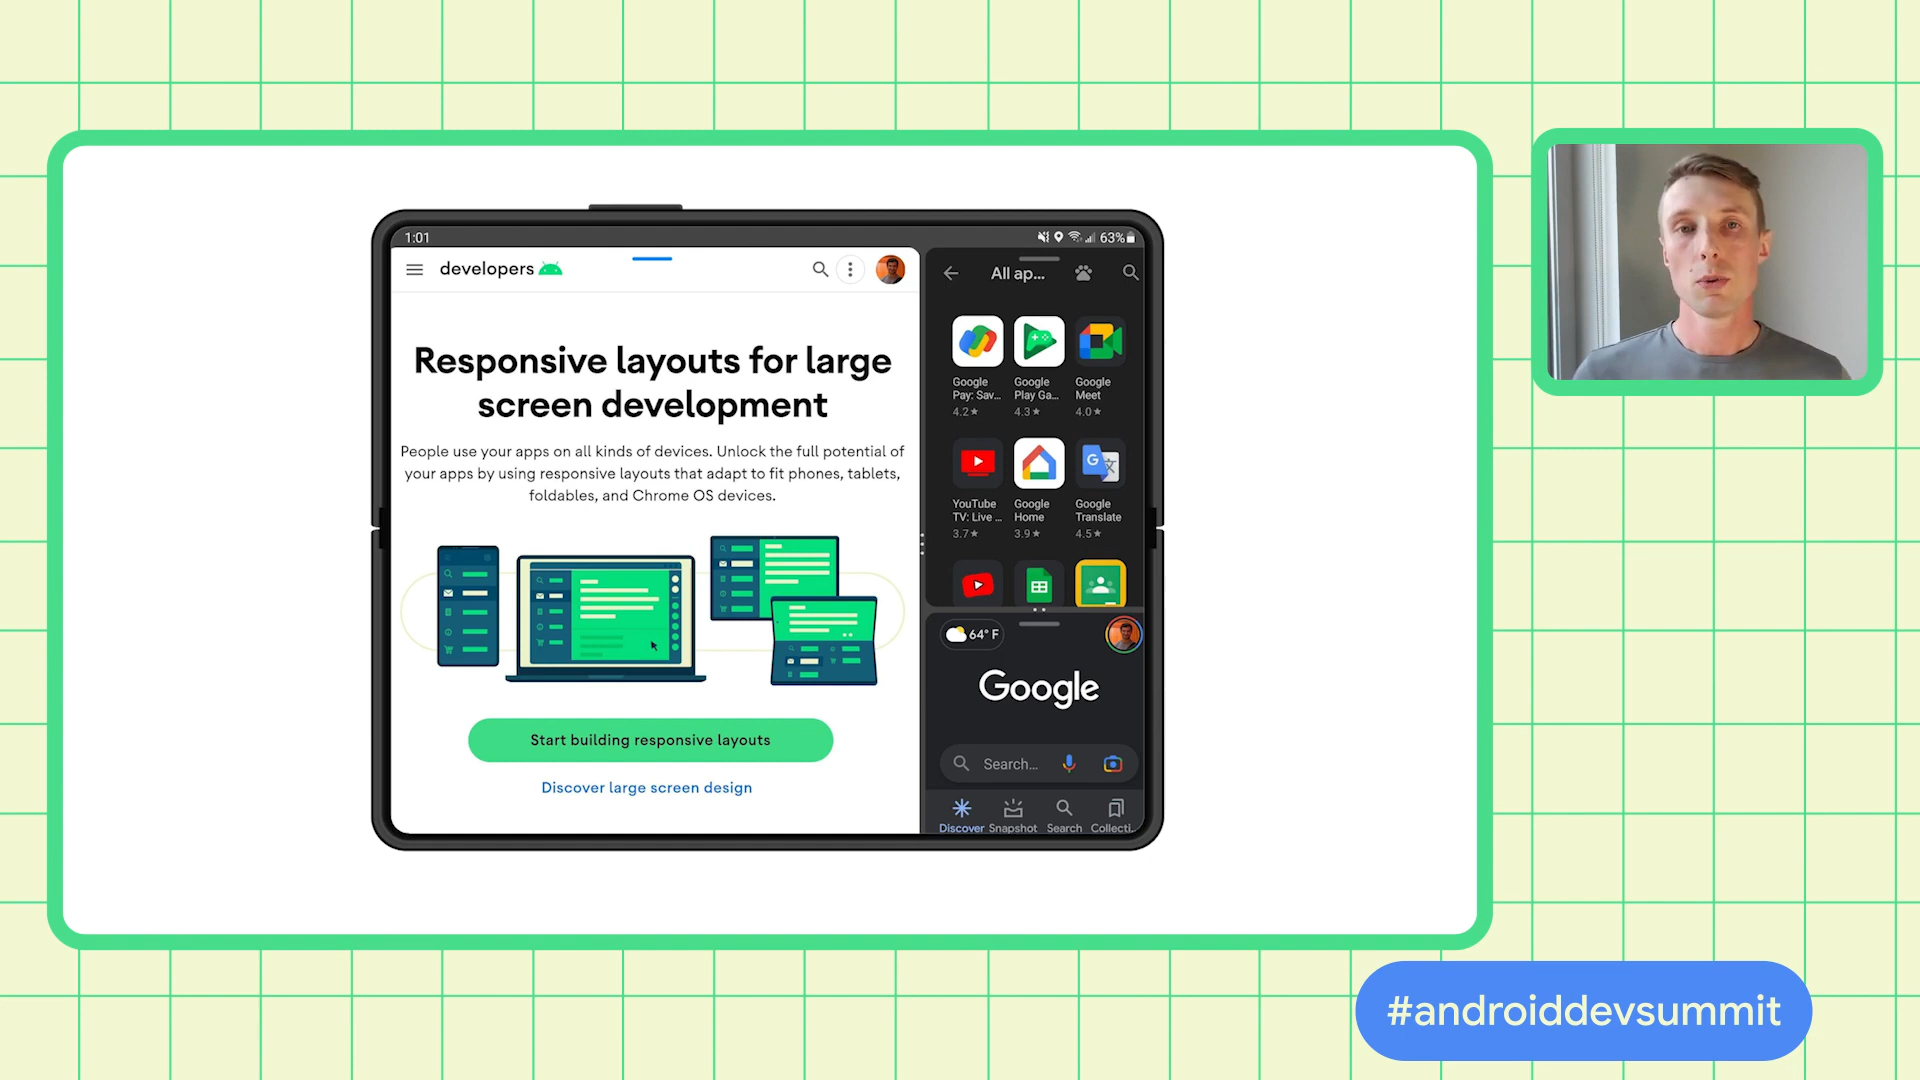 1:01
63%
developers
Responsive layouts for large
screen development
People use your apps on all kinds of devices. Unlock the full potential of
your apps by using responsive layouts that adapt to fit phones, tablets,
foldables, and Chrome OS devices.
Start building responsive layouts
Discover large screen design
All ap...
Google
Pay: Sav...
4.2★
Google
Play Ga...
4.3★
Google
Meet
4.0★
YouTube
TV: Live ...
3.7★
Google
Home
3.9★
Google
Translate
4.5★
64° F
Google
Search...
Discover Snapshot Search Collecti..
#androiddevsummit